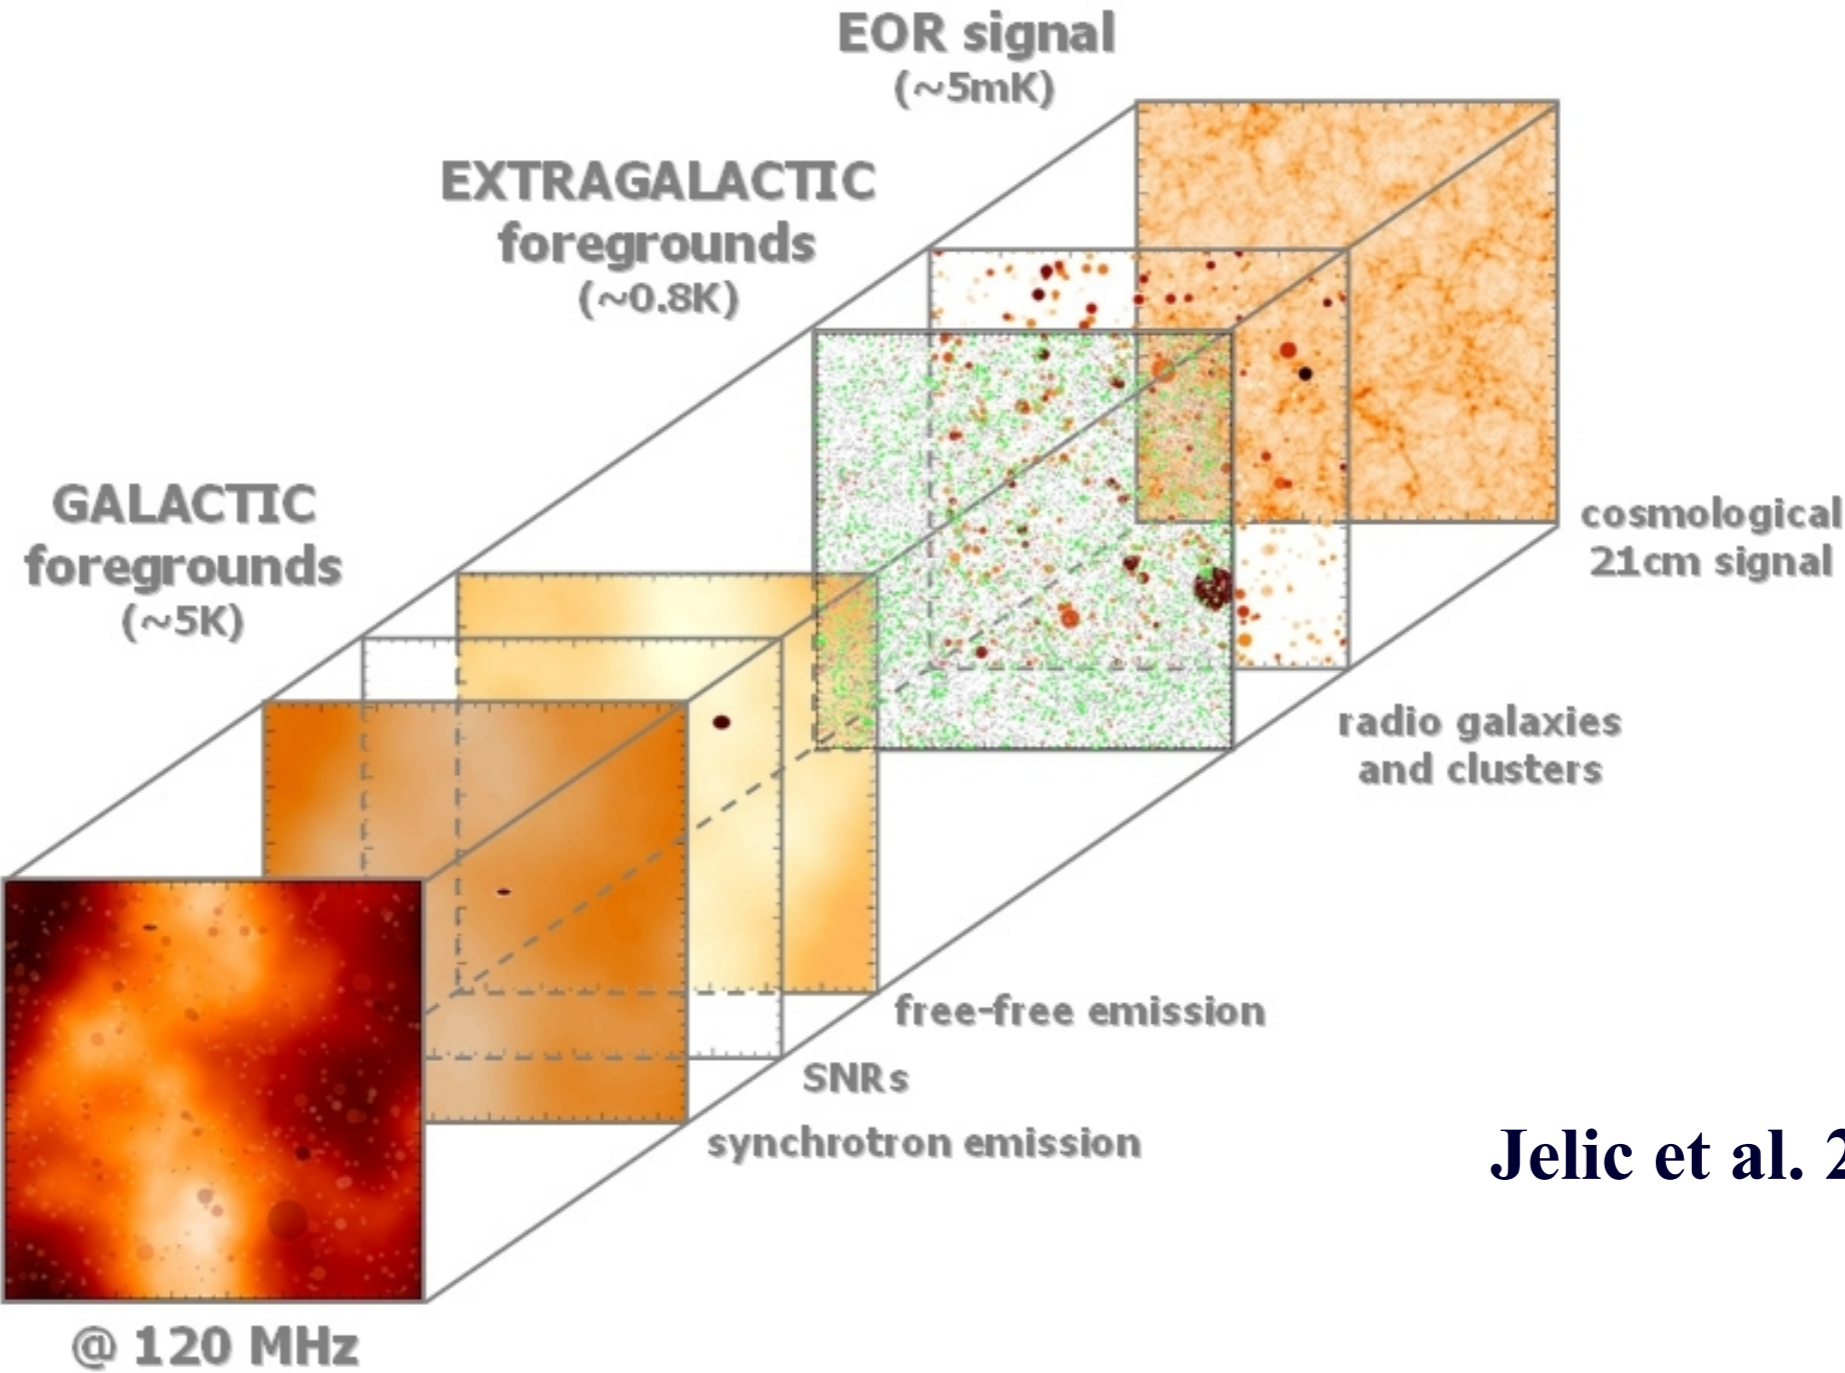 EOR signal
(~5mK)
EXTRAGALACTIC
foregrounds
(~0.8K)
GALACTIC
foregrounds
(~5K)
cosmological
21cm signal
radio galaxies
and clusters
free-free emission
SNRs
synchrotron emission
Jelic et al. 2
@ 120 MHz